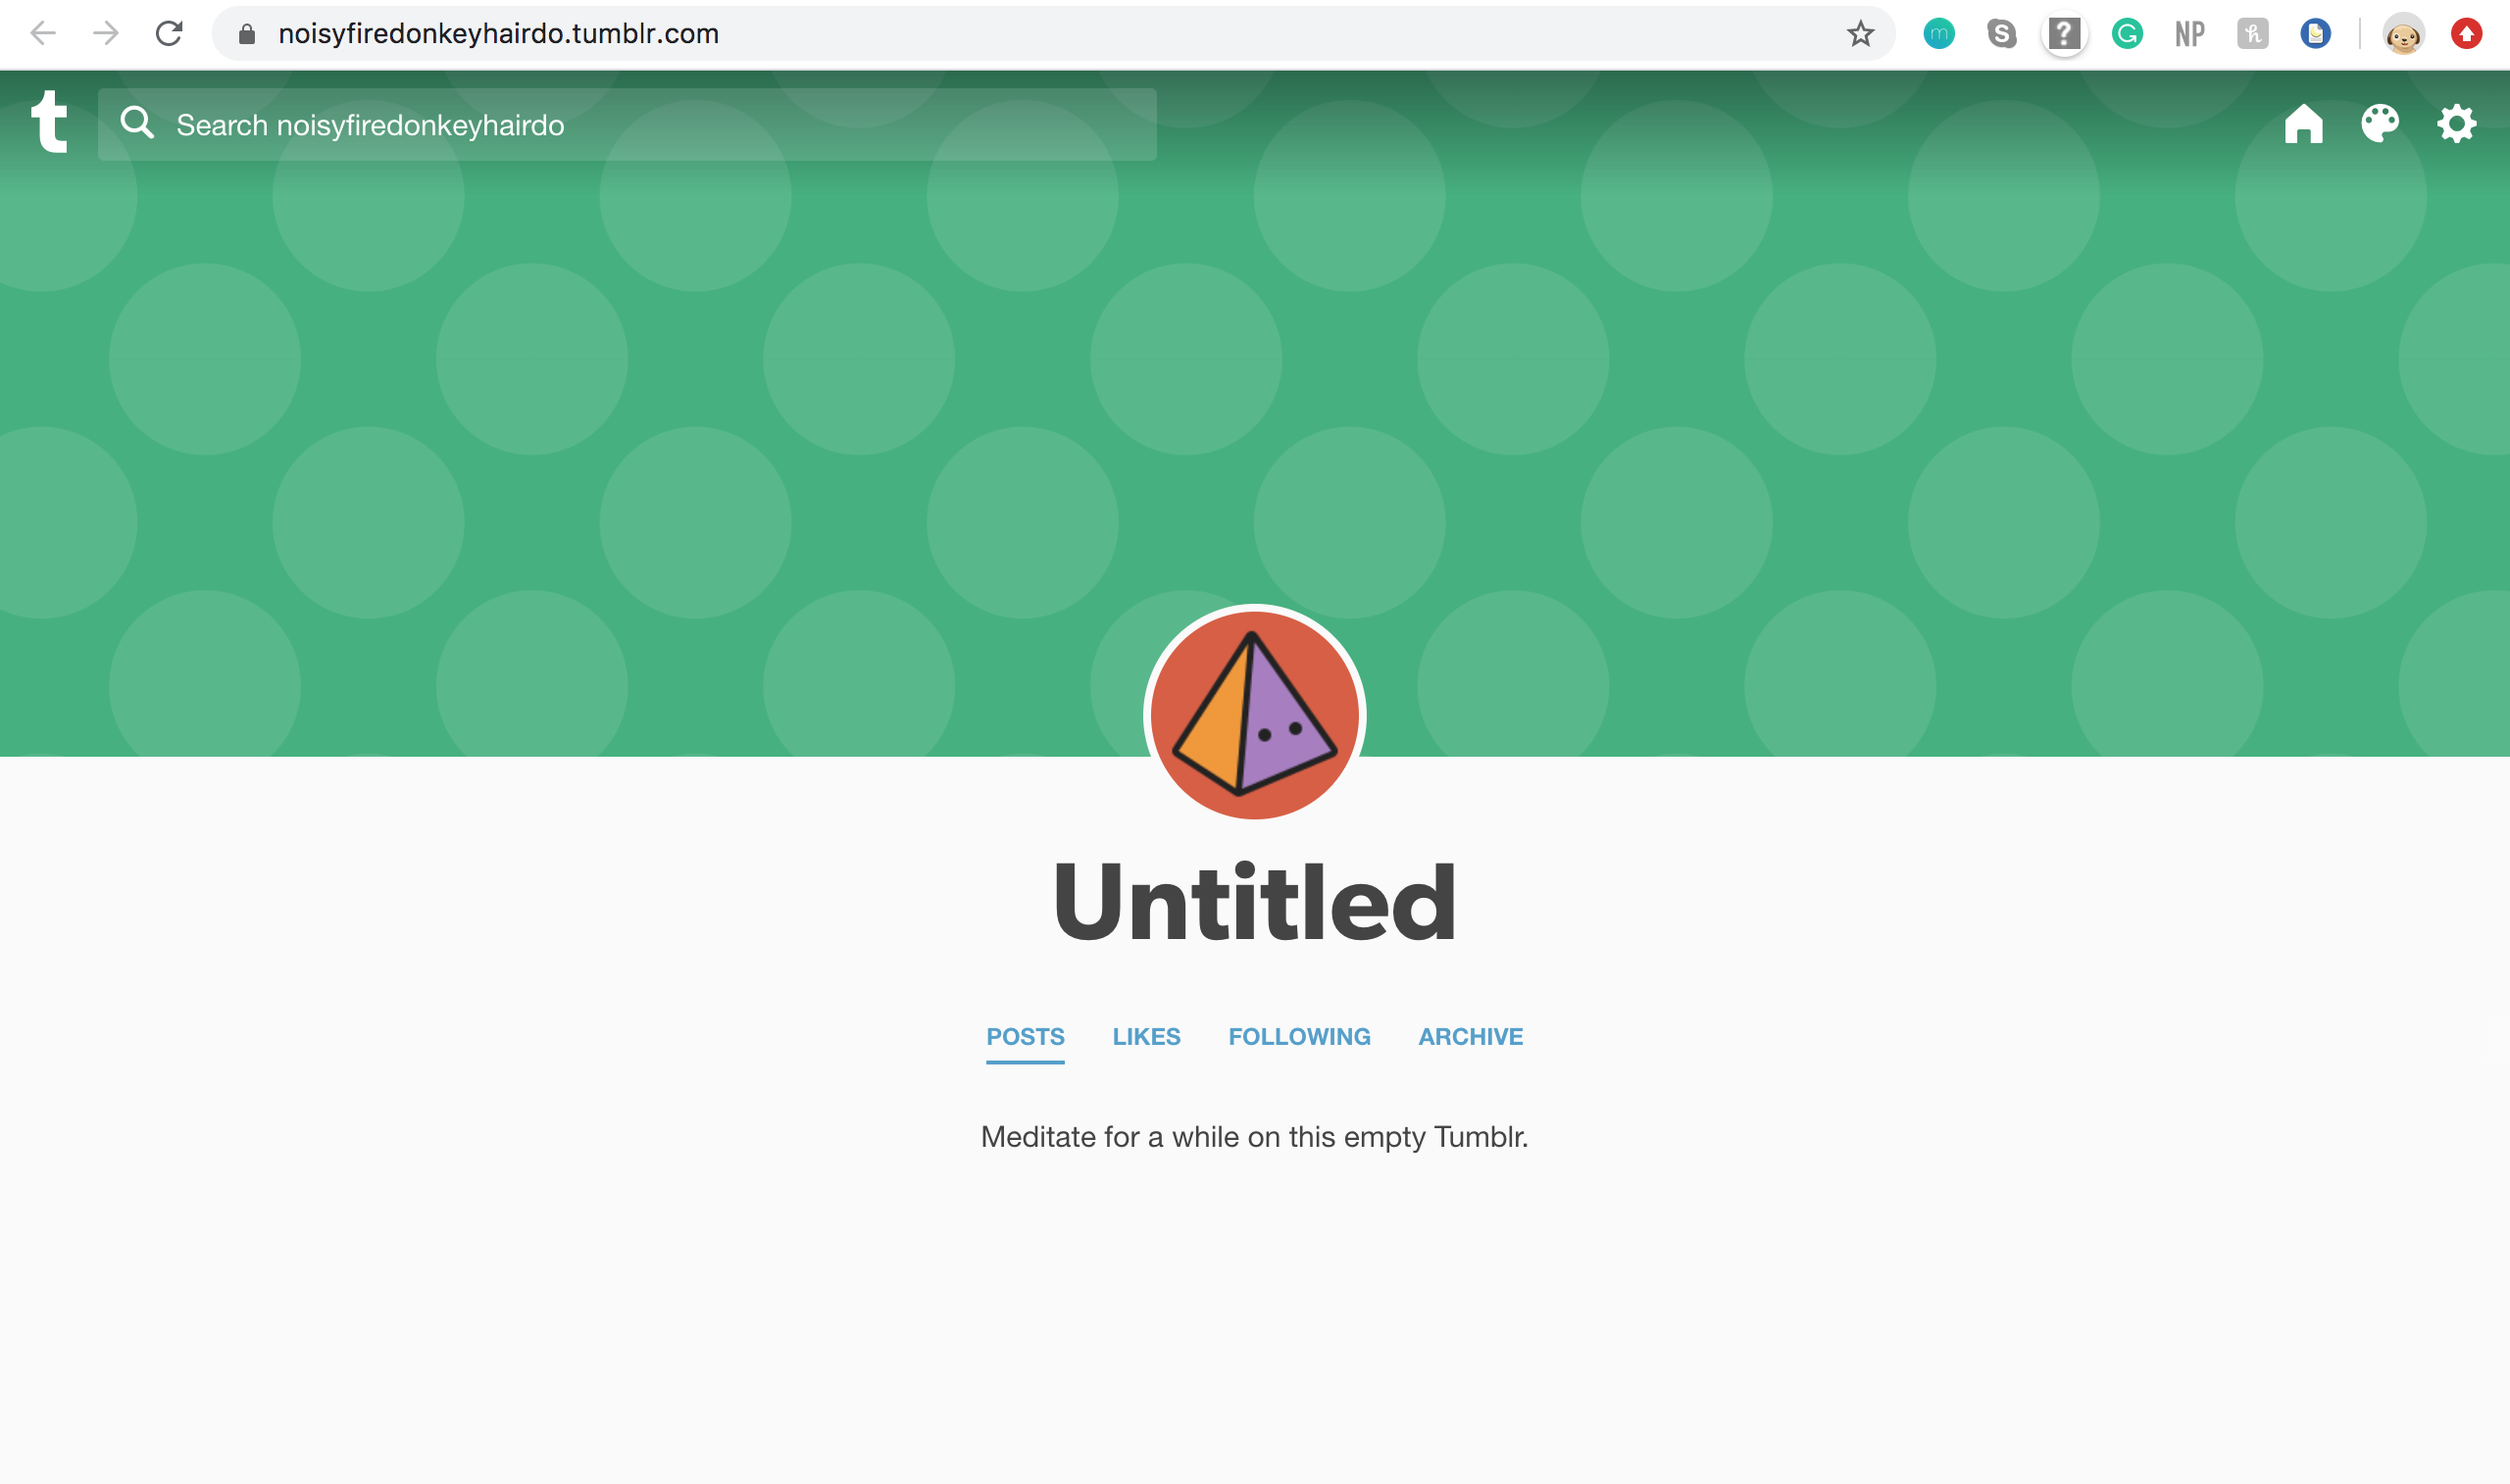 noisyfiredonkeyhairdo.tumblr.com
NP
t
Search noisyfiredonkeyhairdo
Untitled
POSTS LIKES FOLLOWING ARCHIVE
Meditate for a while on this empty Tumblr.